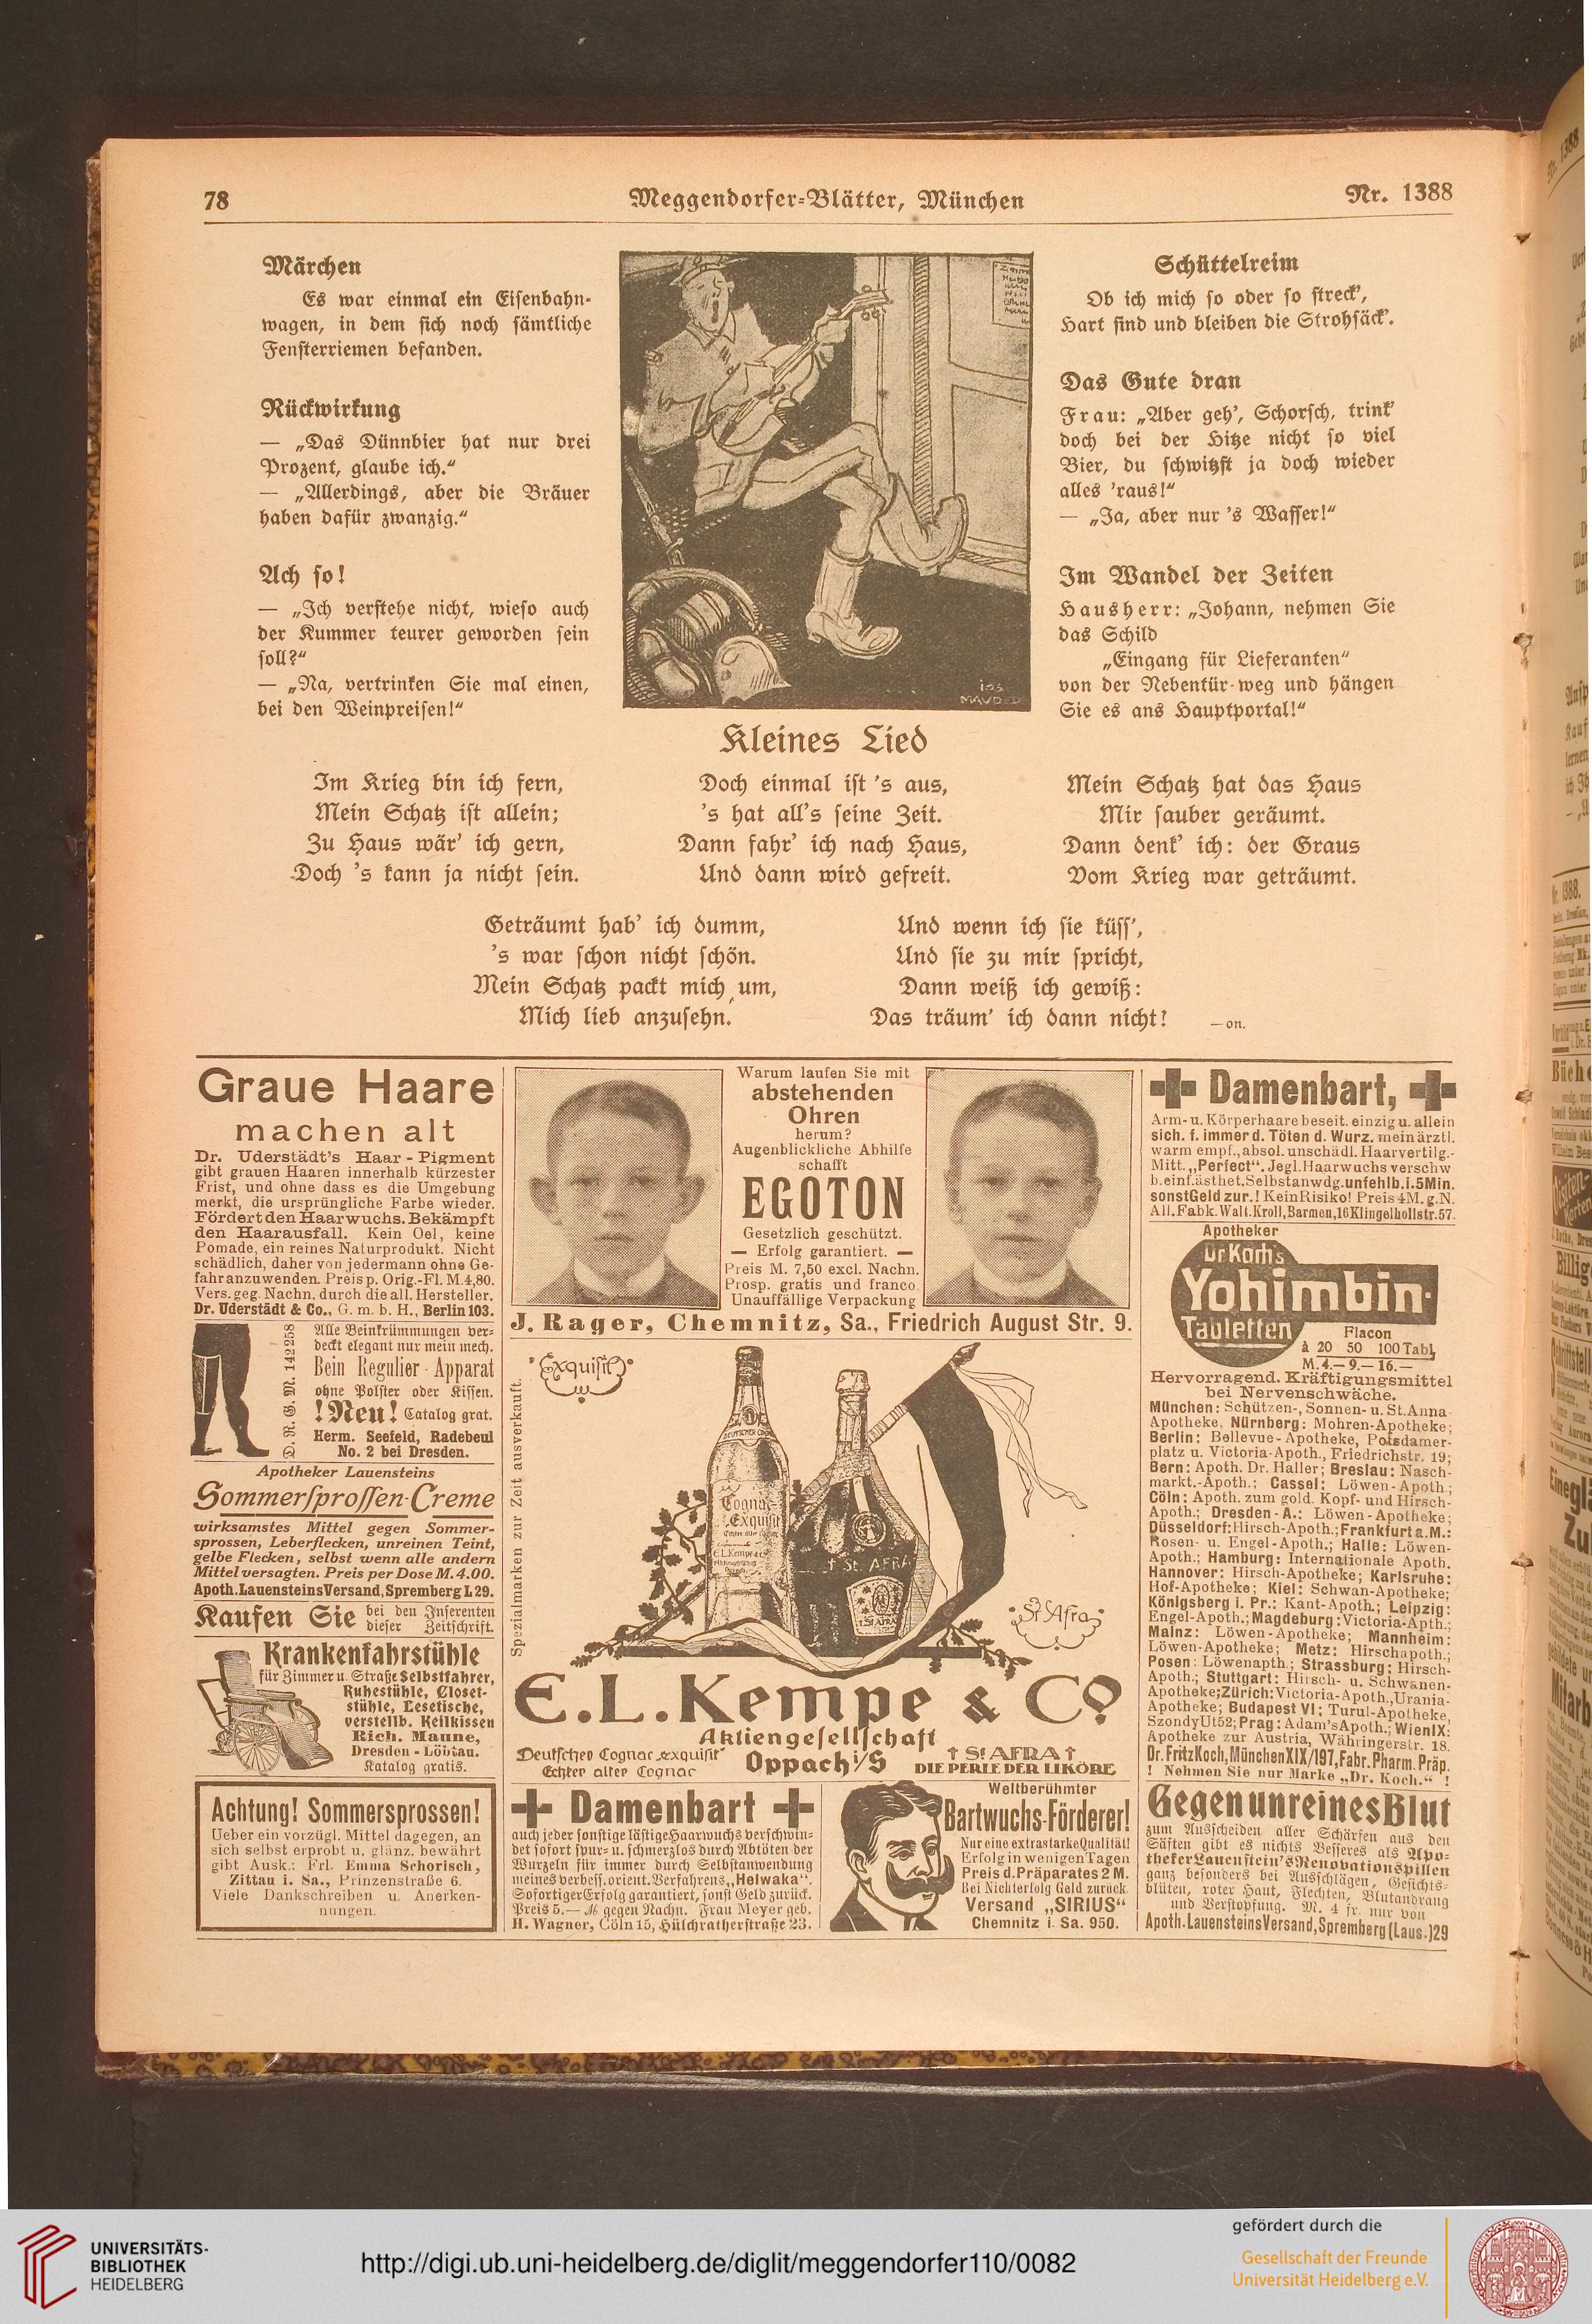 78
Meggendorfer-Blätter, München
Nr. 1388
Märchen
Es war einmal ein Eisenbahn-
wagen, in dem sich noch sämtliche
Fensterriemen befanden.
Rückwirkung
— „Das Dünnbier hat nur drei
Prozent, glaube ich.“
— „Allerdings, aber die Bräuer
haben dafür zwanzig.“
Ach so!
— „Ich verstehe nicht, wieso auch
der Kummer teurer geworden sein
soll?“
— „Na, vertrinken Sie mal einen,
bei den Weinpreisen!“
Schüttelreim
Ob ich mich so oder so streck’,
Hart sind und bleiben die Strohsäck’.
Das Gute dran
Frau: „Aber geh’, Schorsch, trink’
doch bei der Hitze nicht so viel
Bier, du schwitzst ja doch wieder
alles ’raus!“
— „Ja, aber nur ’s Wasser!“
Im Wandel der Zeiten
Hausherr: „Johann, nehmen Sie
das Schild
„Eingang für Lieferanten“
von der Nebentür weg und hängen
Sie es ans Hauptportal!“
Kleines Lied
Im Krieg bin ich fern,
Mein Schatz ist allein;
Zu Haus wär’ ich gern,
Doch ’s kann ja nicht sein.
Doch einmal ist ’s aus,
’s hat all’s seine Zeit.
Dann fahr’ ich nach Haus,
Und dann wird gefreit.
Mein Schatz hat das Haus
Mir sauber geräumt.
Dann denk’ ich: der Graus
Vom Krieg war geträumt.
Geträumt hab’ ich dumm,
’s war schon nicht schön.
Mein Schatz packt mich um,
Mich lieb anzusehn.
Und wenn ich sie küss’,
Und sie zu mir spricht,
Dann weiß ich gewiß:
Das träum’ ich dann nicht!
—on.
Graue Haare
machen alt
Dr. Uderstädt's Haar-Pigment
gibt grauen Haaren innerhalb kürzester
Frist, und ohne dass es die Umgebung
merkt, die ursprüngliche Farbe wieder.
Fördert den Haarwuchs. Bekämpft
den Haarausfall. Kein Oel, keine
Pomade, ein reines Naturprodukt. Nicht
schädlich, daher von jedermann ohne Ge-
fahr anzuwenden. Preis p. Orig.-Fl. M. 4,80.
Vers. geg. Nachn. durch die all. Hersteller.
Dr. Uderstädt & Co., G. m. b. H., Berlin 103.
D. R. G. M. 142258
Alle Beinkrümmungen ver-
deckt elegant nur mein mech.
Bein Regulier-Apparat
ohne Polster oder Kissen.
! Neu! Catalog grat.
Herm. Seefeld, Radebeul
No. 2 bei Dresden.
Apotheker Lauensteins
Sommersprossen-Creme
wirksamstes Mittel gegen Sommer-
sprossen, Leberflecken, unreinen Teint,
gelbe Flecken, selbst wenn alle andern
Mittel versagten. Preis per Dose M. 4.00.
Apoth. Lauensteins Versand, Spremberg L 29.
Kaufen Sie bei den Inserenten
dieser Zeitschrift.
Krankenfahrstühle
für Zimmer u. Straße, Selbstfahrer,
Ruhestühle, Closet-
stühle, Lesetische,
verstellb. Keilkissen
Rich. Maune,
Dresden - Löbtau.
Katalog gratis.
Achtung! Sommersprossen!
Ueber ein vorzügl. Mittel dagegen, an
sich selbst erprobt u. glänz. bewährt
gibt Ausk.: Frl. Emma Schorisch,
Zittau i. Sa., Prinzenstraße 6.
Viele Dankschreiben u. Anerken-
nungen.
Warum laufen Sie mit
abstehenden
Ohren
herum?
Augenblickliche Abhilfe
schafft
EGOTON
Gesetzlich geschützt.
— Erfolg garantiert. —
Preis M. 7,50 excl. Nachn.
Prosp. gratis und franco
Unauffällige Verpackung
J. Rager, Chemnitz, Sa., Friedrich August Str. 9.
Spezialmarken zur Zeit ausverkauft.
Exquisit
Cognac
Exquisit
St. AFRA
St. Afra
E.L. Kempe & Co
Aktiengesellschaft
Deutscher Cognac „Exquisit“
Echter alter Cognac
Oppach i/S
† St. AFRA †
DIE PERLE DER LIKÖRE
Damenbart
auch jeder sonstige lästige Haarwuchs verschwin-
det sofort spur- u. schmerzlos durch Abtöten der
Wurzeln für immer durch Selbstanwendung
meines verbess. orient. Verfahrens „Helwaka“.
Sofortiger Erfolg garantiert, sonst Geld zurück.
Preis 5.— M gegen Nachn. Frau Meyer geb.
H. Wagner, Cöln 15, Hülchratherstraße 23.
Weltberühmter
Bartwuchs-Förderer!
Nur eine extrastarke Qualität!
Erfolg in wenigen Tagen
Preis d. Präparates 2 M.
Bei Nichterfolg Geld zurück.
Versand „SIRIUS“
Chemnitz i. Sa. 950.
Damenbart,
Arm- u. Körperhaare beseit. einzig u. allein
sich. f. immer d. Töten d. Wurz. mein ärztl.
warm empf., absol. unschädl. Haarvertilg.-
Mitt. „Perfect“. Jegl. Haarwuchs verschw
b. einf. ästhet. Selbstanwdg. unfehlb. i. 5 Min.
sonst Geld zur.! Kein Risiko! Preis 4 M. g. N.
All. Fabk. Walt. Kroll, Barmen, 16 Klingelhollstr. 57.
Apotheker
Dr Koch's
Yohimbin-
Tabletten
Flacon
à 20 50 100 Tabl.
M. 4.— 9.— 16.—
Hervorragend. Kräftigungsmittel
bei Nervenschwäche.
München: Schützen-, Sonnen- u. St. Anna-
Apotheke, Nürnberg: Mohren-Apotheke;
Berlin: Bellevue-Apotheke, Potsdamer-
platz u. Victoria-Apoth., Friedrichstr. 19;
Bern: Apoth. Dr. Haller; Breslau: Nasch-
markt.-Apoth.; Cassel: Löwen-Apoth.;
Cöln: Apoth. zum gold. Kopf- und Hirsch-
Apoth.; Dresden-A.: Löwen-Apotheke;
Düsseldorf: Hirsch-Apoth.; Frankfurt a. M.:
Rosen- u. Engel-Apoth.; Halle: Löwen-
Apoth.; Hamburg: Internationale Apoth.
Hannover: Hirsch-Apotheke; Karlsruhe:
Hof-Apotheke; Kiel: Schwan-Apotheke;
Königsberg i. Pr.: Kant-Apoth.; Leipzig:
Engel-Apoth.; Magdeburg: Victoria-Apth.;
Mainz: Löwen-Apotheke; Mannheim:
Löwen-Apotheke; Metz: Hirschapoth.;
Posen: Löwenapth.; Strassburg: Hirsch-
Apoth.; Stuttgart: Hirsch- u. Schwanen-
Apotheke; Zürich: Victoria-Apoth., Urania-
Apotheke; Budapest VI: Turul-Apotheke,
Szondy Ut 52; Prag: Adam's Apoth.; Wien IX:
Apotheke zur Austria, Währingerstr. 18.
Dr. Fritz Koch, München XIX/197, Fabr. Pharm. Präp.
! Nehmen Sie nur Marke „Dr. Koch.“ !
Gegen unreines Blut
zum Ausscheiden aller Schärfen aus den
Säften gibt es nichts Besseres als Apo-
theker Lauenstein's Renovationspillen
ganz besonders bei Ausschlägen, Gesichts-
blüten, roter Haut, Flechten, Blutandrang
und Verstopfung. M. 4 fr. nur von
Apoth. Lauensteins Versand, Spremberg (Laus.) 29
UNIVERSITÄTS-
BIBLIOTHEK
HEIDELBERG
http://digi.ub.uni-heidelberg.de/diglit/meggendorfer110/0082
gefördert durch die
Gesellschaft der Freunde
Universität Heidelberg e.V.